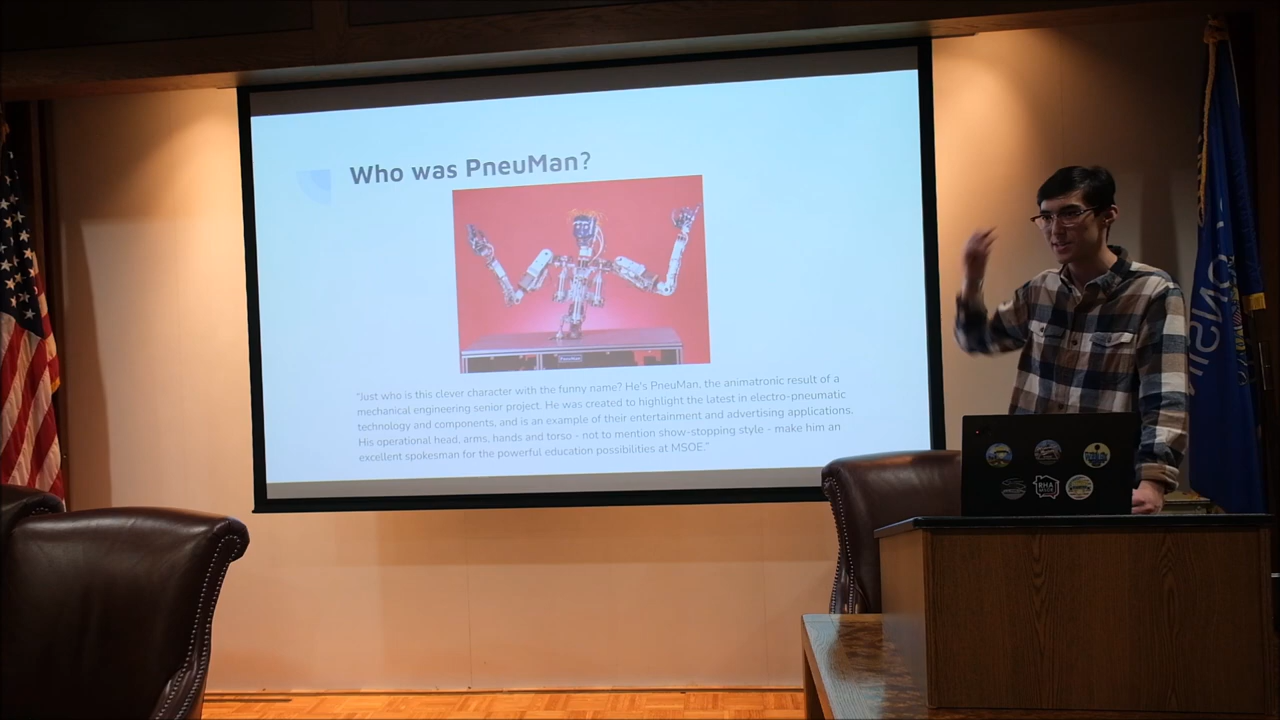 Who was PneuMan?
"Just who is this clever character with the funny name? He's PneuMan, the animatronic result of a
mechanical engineering senior project. He was created to highlight the latest in electro-pneumatic
technology and components, and is an example of their entertainment and advertising applications.
His operational head, arms, hands and torso - not to mention show-stopping style - make him an
excellent spokesman for the powerful education possibilities at MSOE."
RHA